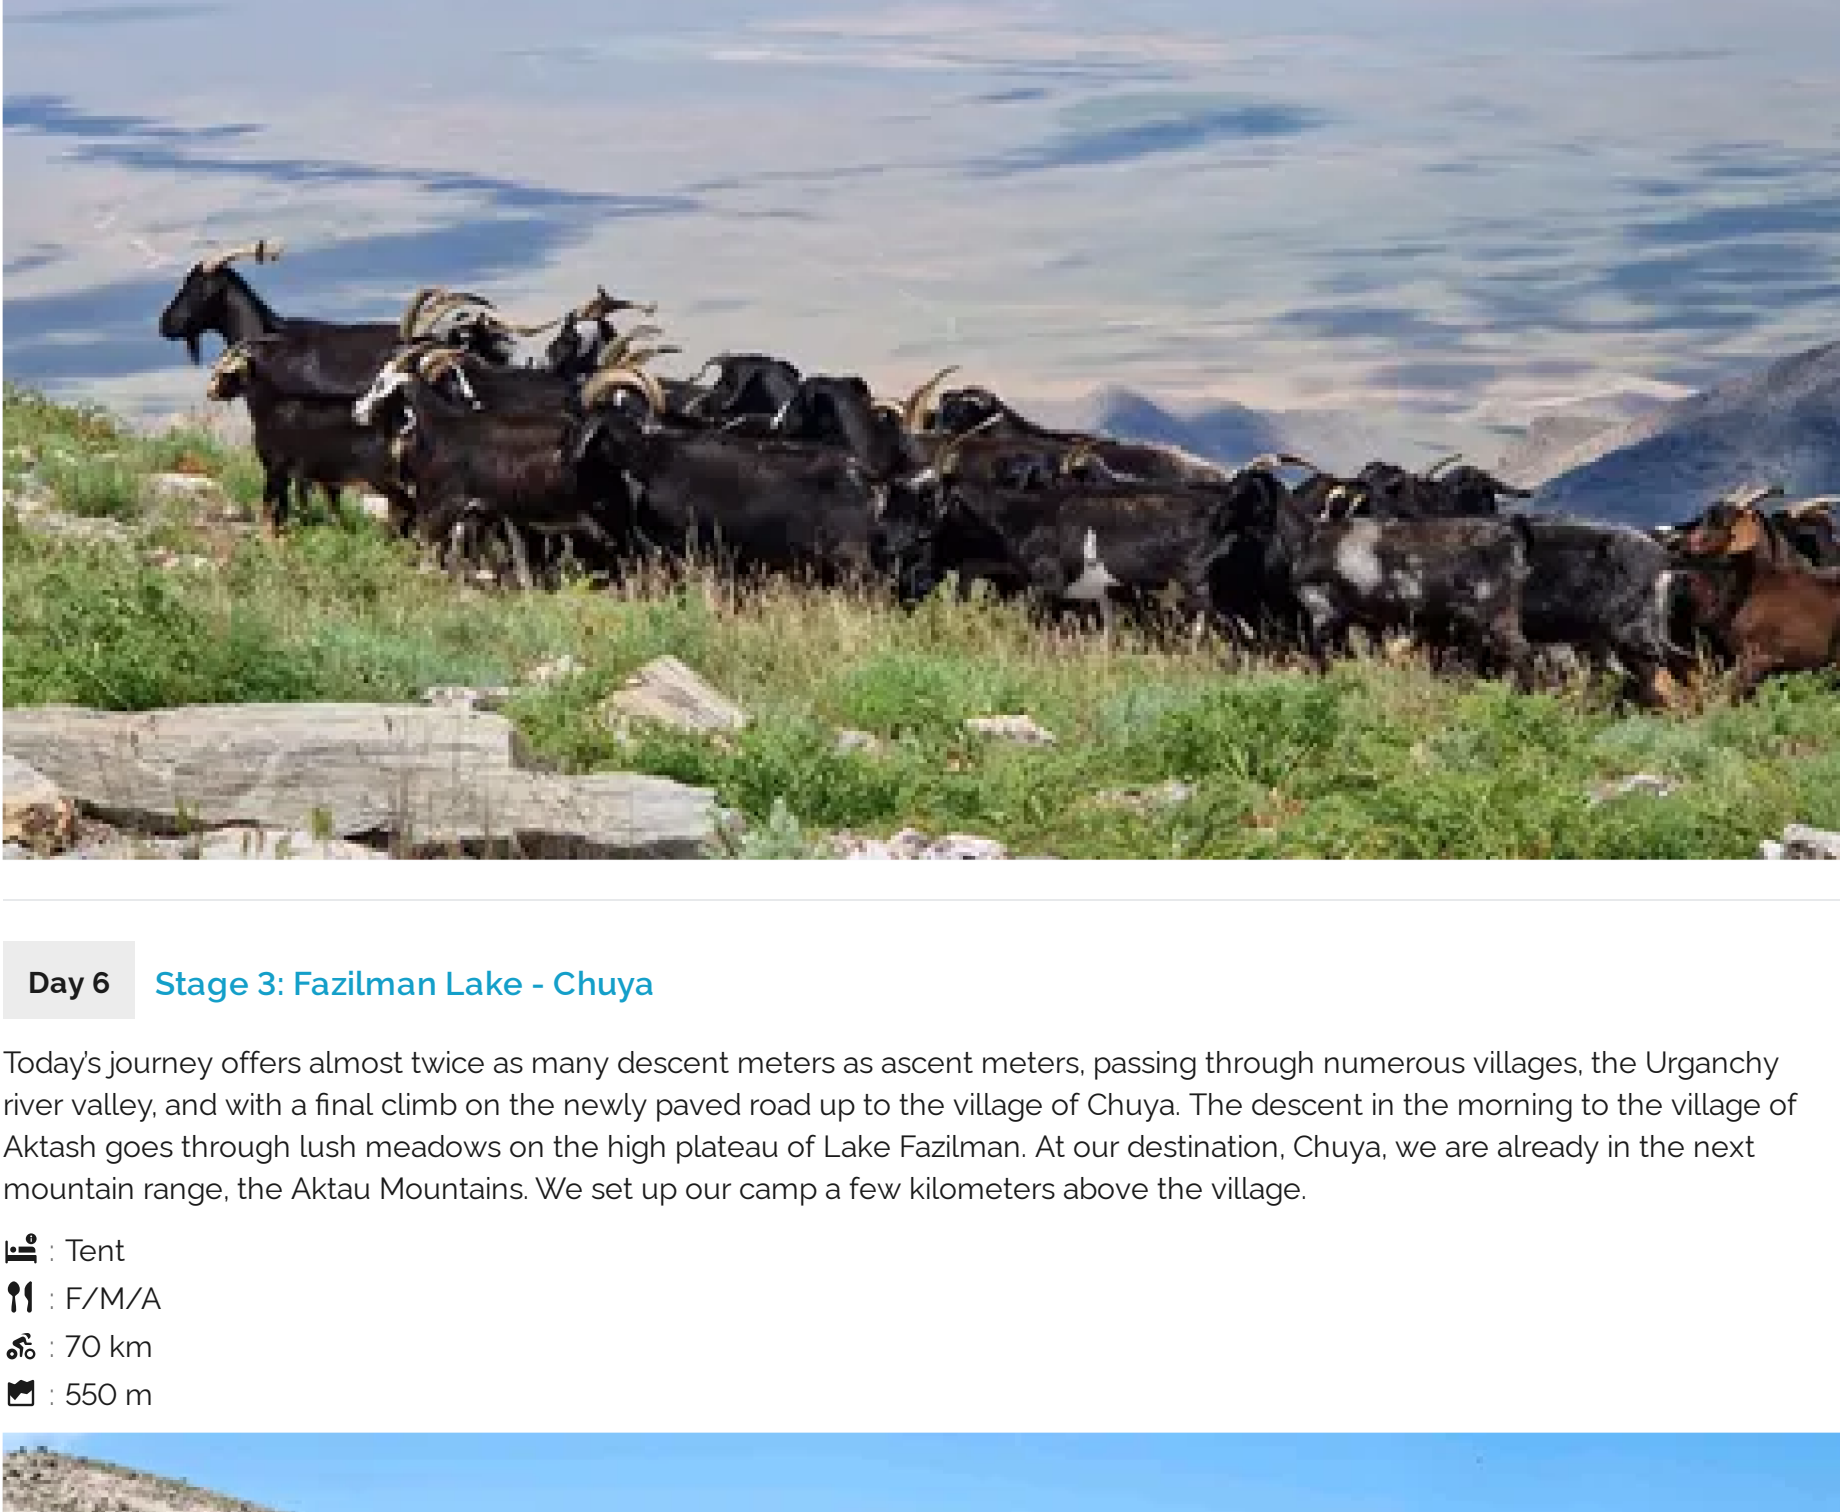 Day 6 Stage 3: Fazilman Lake - Chuya
Today's journey offers almost twice as many descent meters as ascent meters, passing through numerous villages, the Urganchy
river valley, and with a final climb on the newly paved road up to the village of Chuya. The descent in the morning to the village of
Aktash goes through lush meadows on the high plateau of Lake Fazilman. At our destination, Chuya, we are already in the next
mountain range, the Aktau Mountains. We set up our camp a few kilometers above the village.
: Tent
: F/M/A
: 70 km
: 550 m